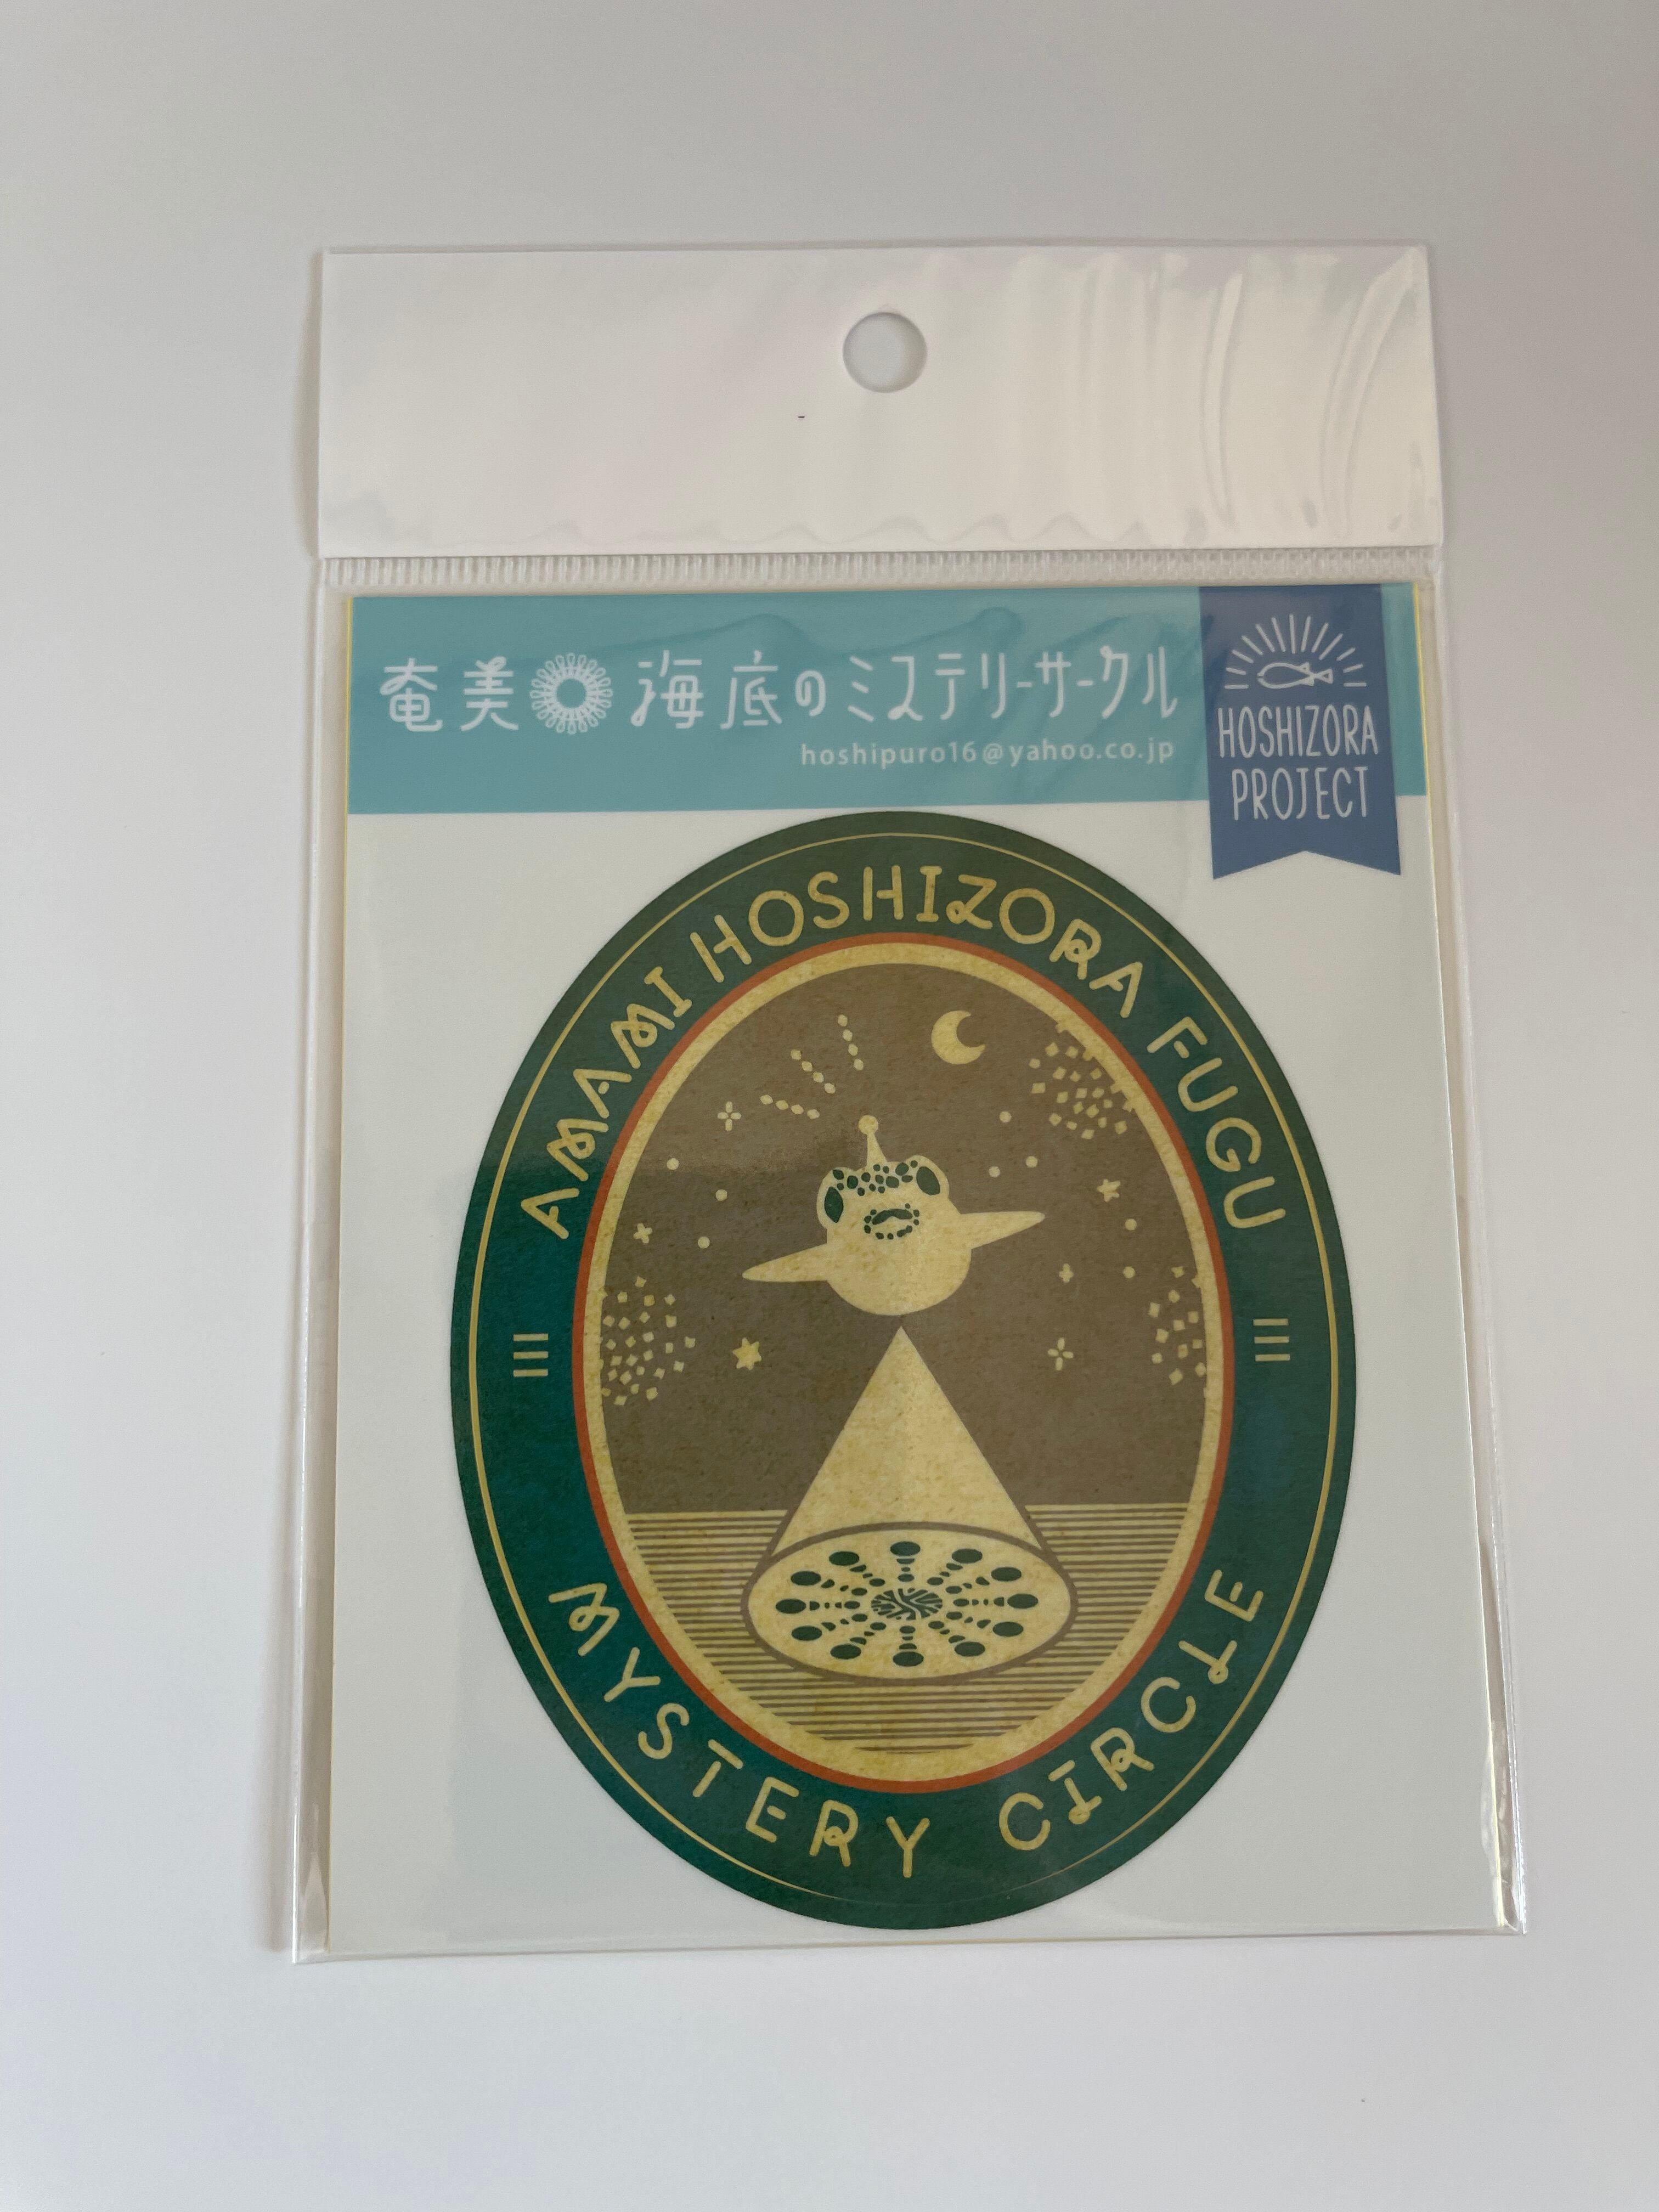 奄美 海底のミステリーサークル
hoshipuro16@yahoo.co.jp
HOSHIZORA
PROJECT
AMAMI HOSHIZORA FUGU
MYSTERY CIRCLE